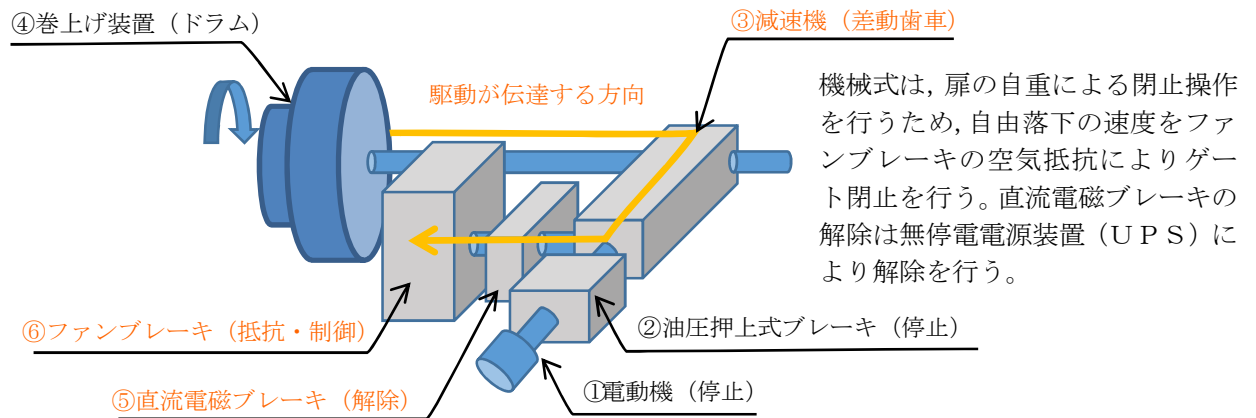 ④巻上げ装置（ドラム）
③減速機（差動歯車）
駆動が伝達する方向
機械式は，扉の自重による閉止操作
を行うため，自由落下の速度をファ
ンブレーキの空気抵抗によりゲー
ト閉止を行う。直流電磁ブレーキの
解除は無停電電源装置（ＵＰＳ）に
より解除を行う。
⑥ファンブレーキ（抵抗・制御）
②油圧押上式ブレーキ（停止）
⑤直流電磁ブレーキ（解除）
①電動機（停止）